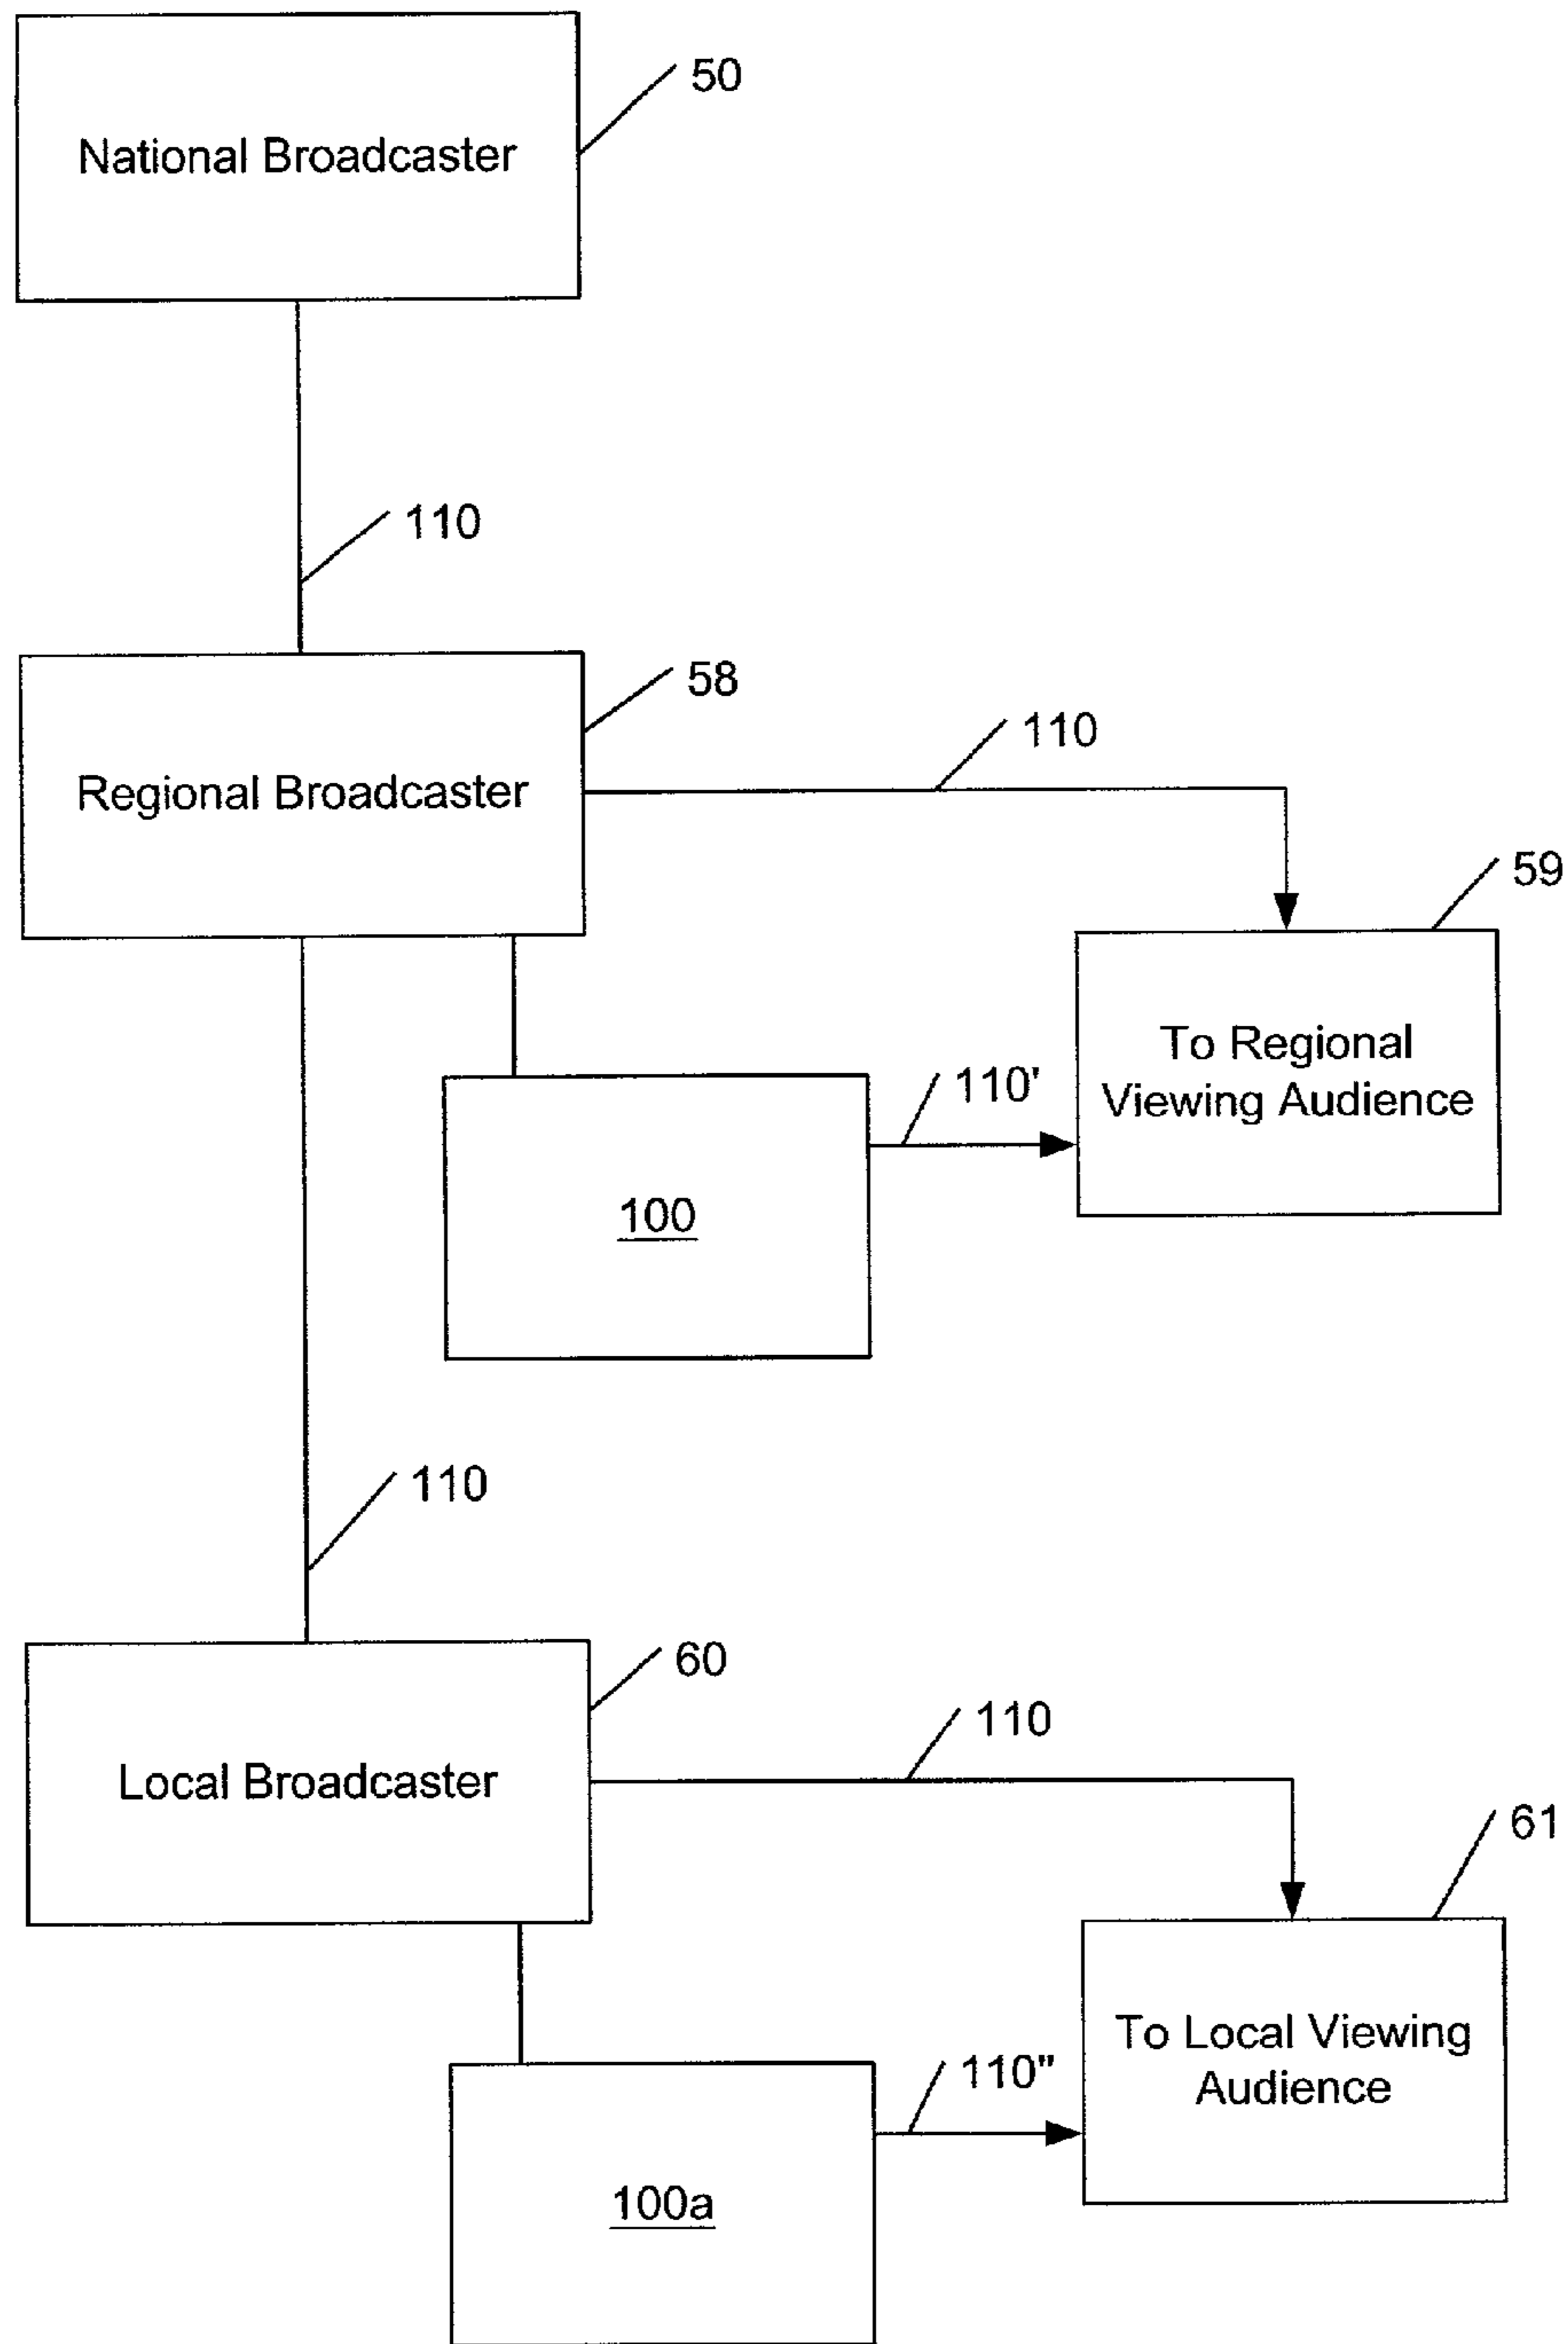 50
National Broadcaster
110
58
110
Regional Broadcaster
59
To Regional
Viewing Audience
110'
100
110
60
110
Local Broadcaster
61
To Local Viewing
Audience
110"
100a